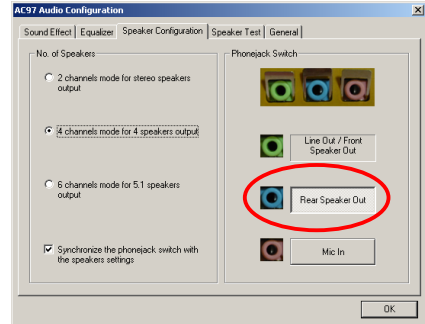 AC97 Audio Configuration
Sound Effect
Equalizer
Speaker Configuration
Speaker Test
General
No. of Speakers
2 channels mode for stereo speakers
output
4 channels mode for 4 speakers output
6 channels mode for 5.1 speakers
output
Synchronize the phonejack switch with
the speakers settings
Phonejack Switch
Line Out / Front
Speaker Out
Rear Speaker Out
Mic In
OK